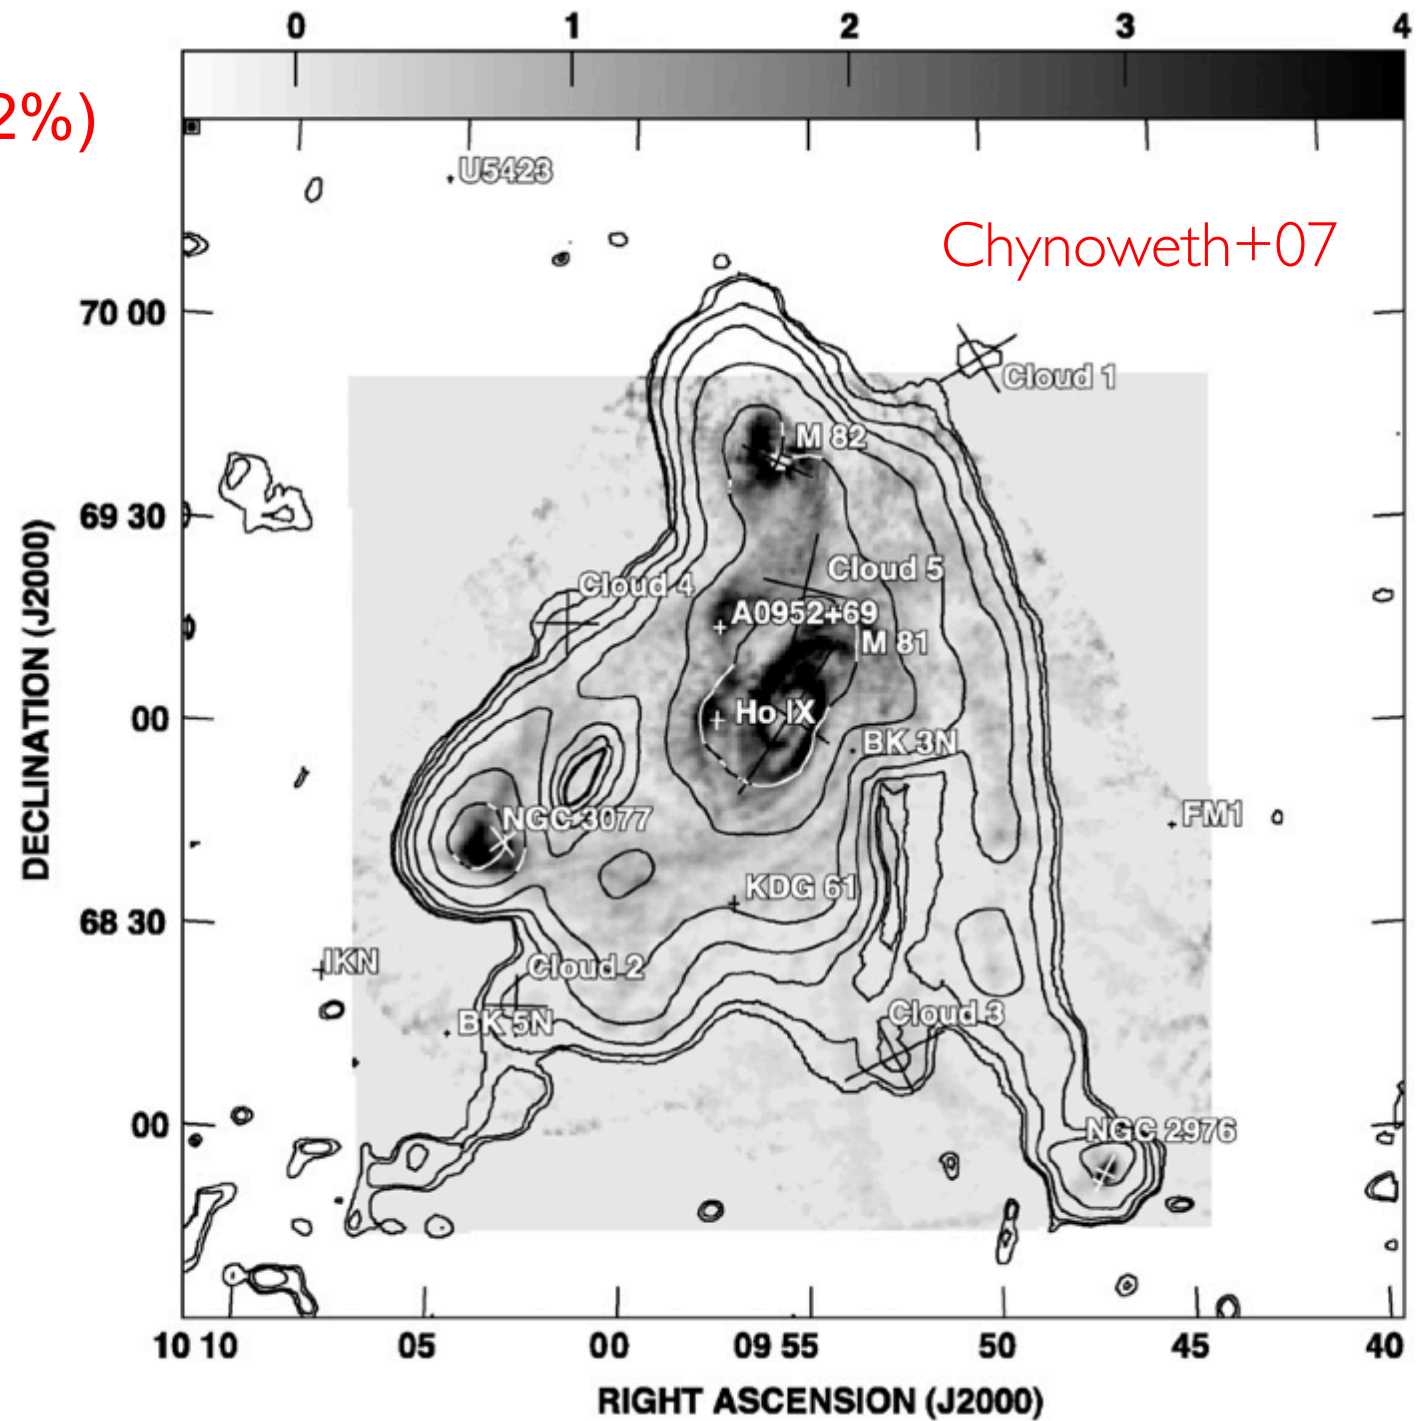 0 1 2 3 4
2%)
U5423
Chynoweth+07
70 00
Cloud 1
M 82
69 30
Cloud 5
Cloud 4
A0952+69
M 81
00
Ho IX
BK 3N
NGC 3077
FM1
KDG 61
68 30
IKN
Cloud 2
Cloud 3
BK 5N
00
NGC 2976
DECLINATION (J2000)
10 10 05 00 09 55 50 45 40
RIGHT ASCENSION (J2000)